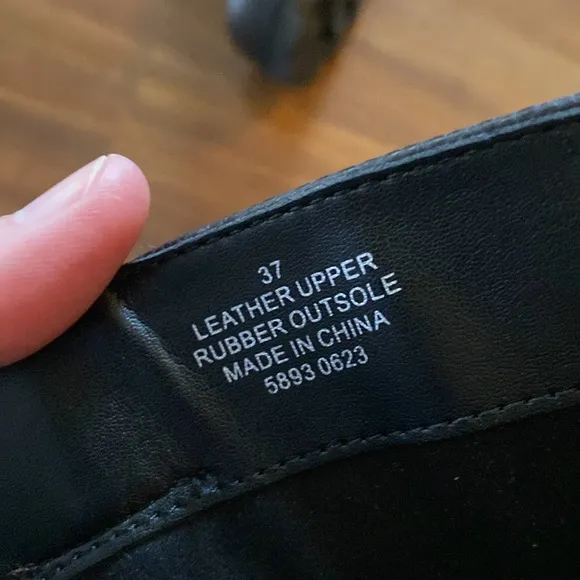 37
LEATHER UPPER
RUBBER OUTSOLE
MADE IN CHINA
5893 0623